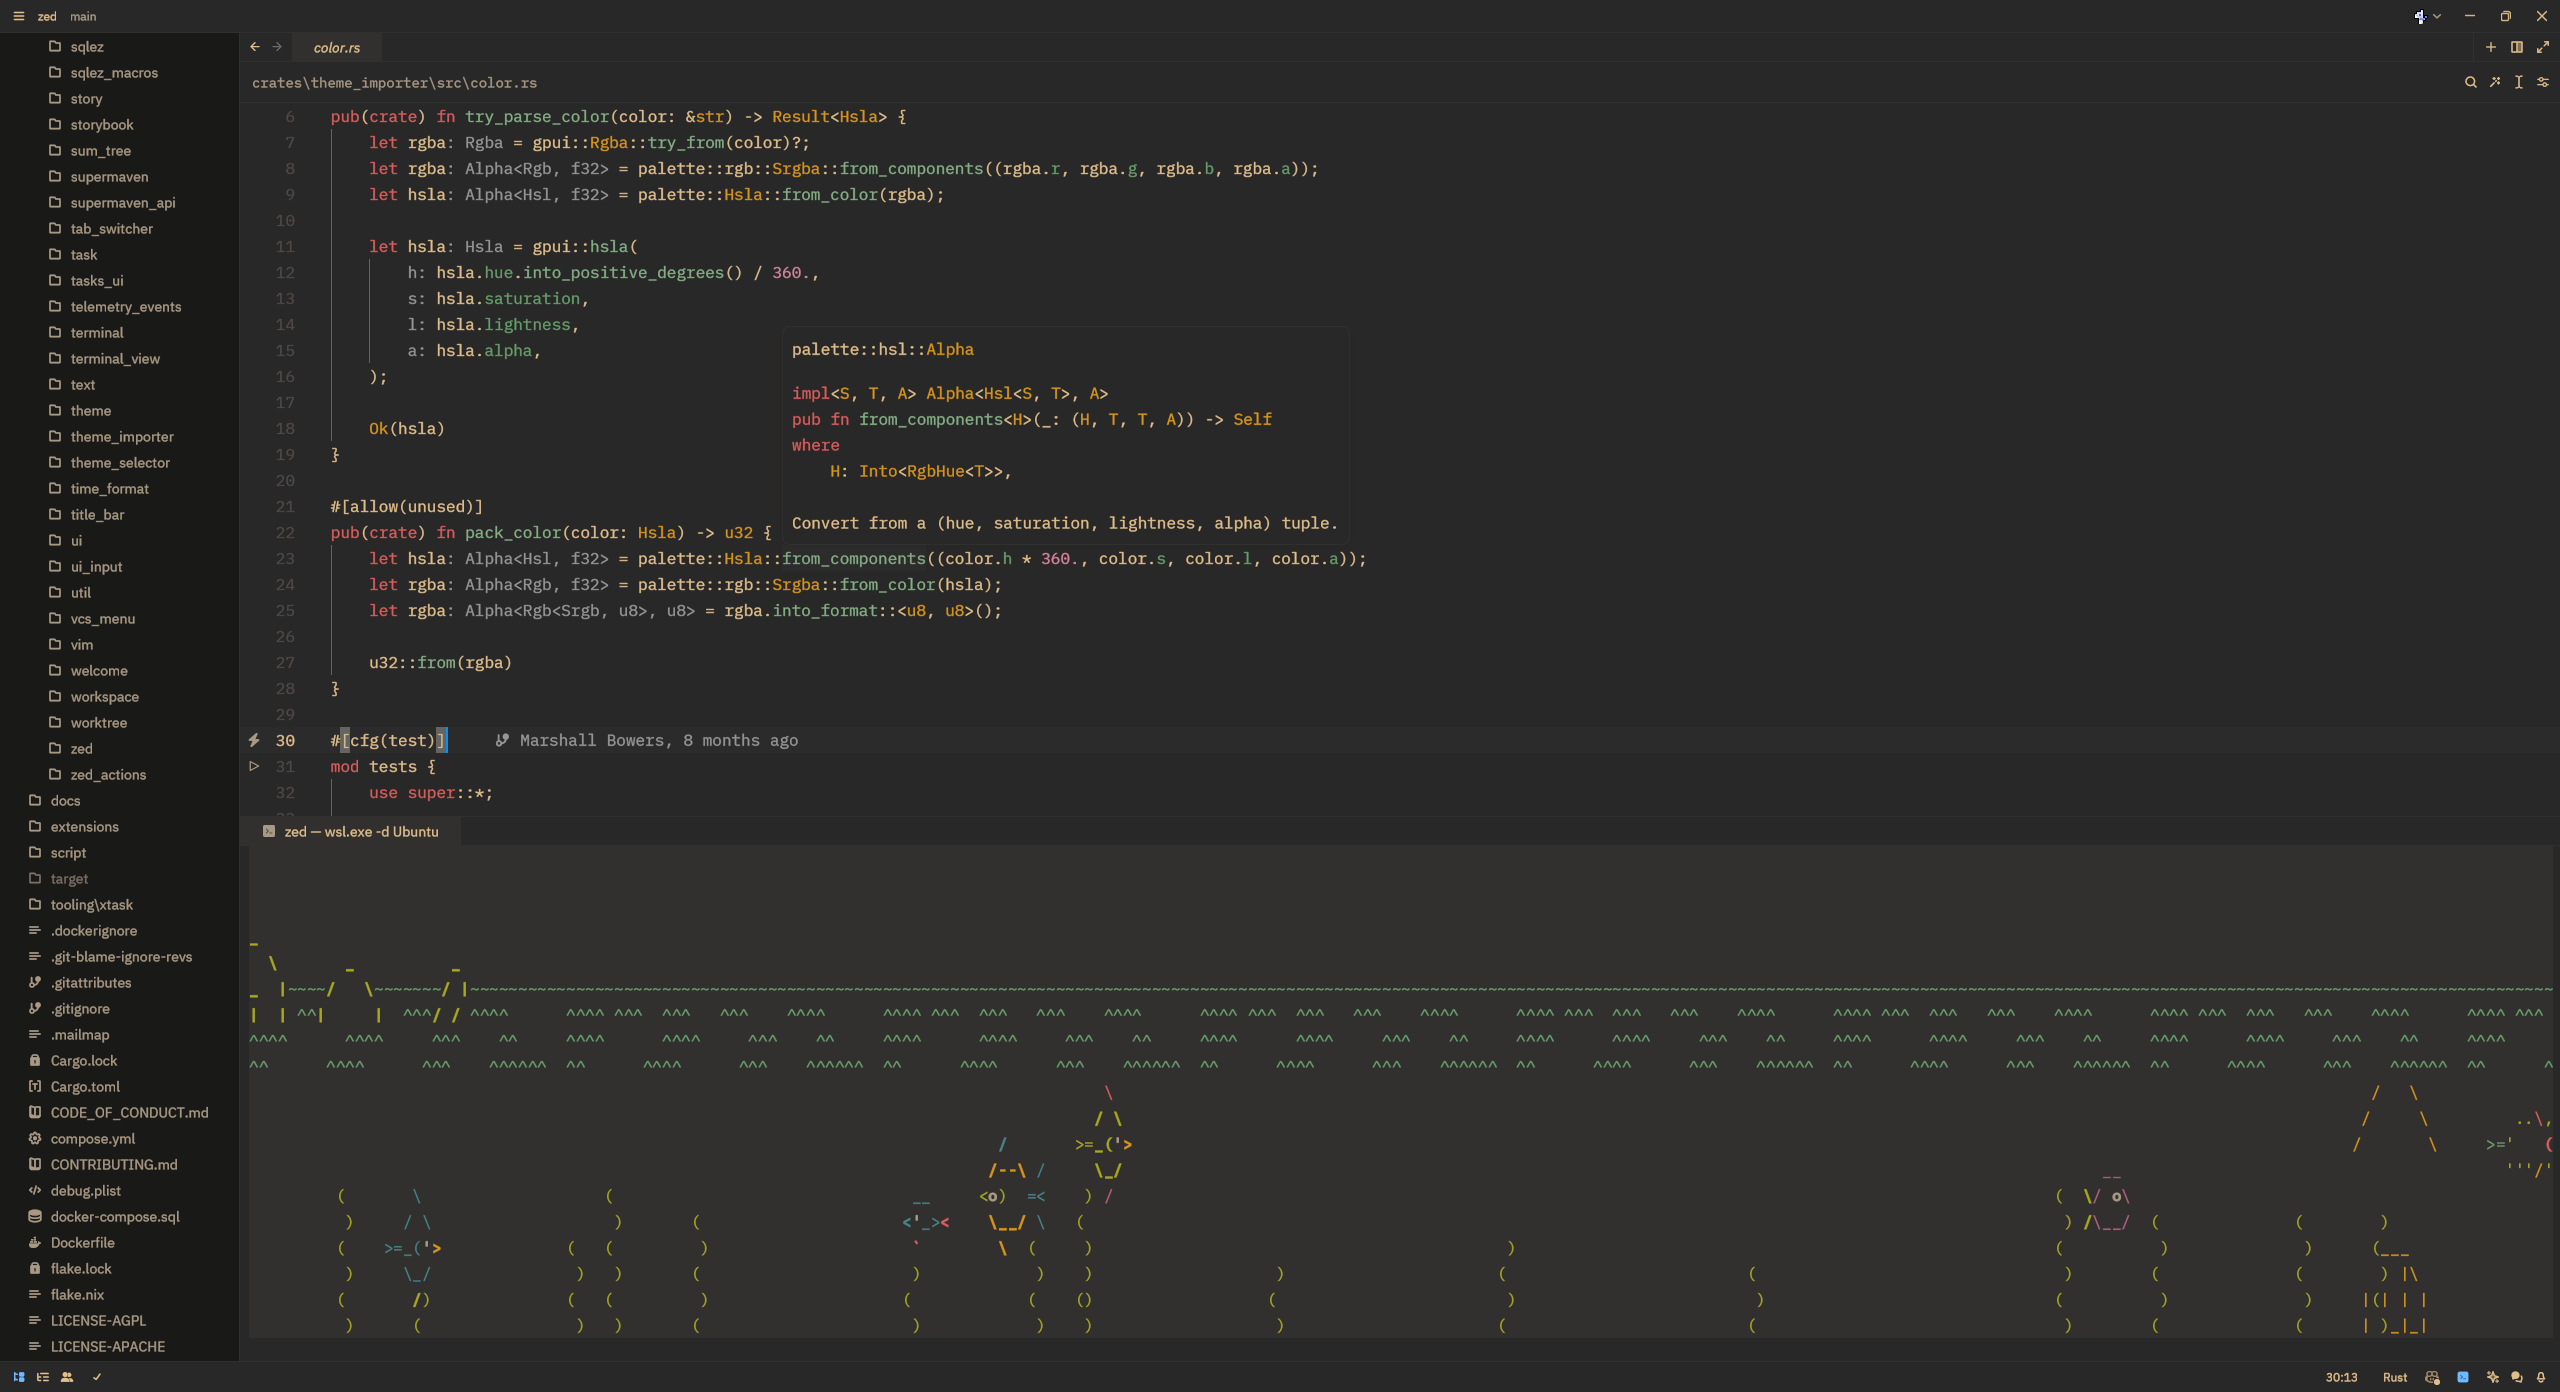 zed main
sqlez
sqlez_macros
story
storybook
sum_tree
supermaven
supermaven_api
tab_switcher
task
tasks_ui
telemetry_events
terminal
terminal_view
text
theme
theme_importer
theme_selector
time_format
title_bar
ui
ui_input
util
vcs_menu
vim
welcome
workspace
worktree
zed
zed_actions
docs
extensions
script
target
tooling\xtask
.dockerignore
.git-blame-ignore-revs
.gitattributes
.gitignore
.mailmap
Cargo.lock
Cargo.toml
CODE_OF_CONDUCT.md
compose.yml
CONTRIBUTING.md
debug.plist
docker-compose.sql
Dockerfile
flake.lock
flake.nix
LICENSE-AGPL
LICENSE-APACHE
color.rs
crates\theme_importer\src\color.rs
6 pub(crate) fn try_parse_color(color: &str) -> Result<Hsla> {
7 let rgba: Rgba = gpui::Rgba::try_from(color)?;
8 let rgba: Alpha<Rgb, f32> = palette::rgb::Srgba::from_components((rgba.r, rgba.g, rgba.b, rgba.a));
9 let hsla: Alpha<Hsl, f32> = palette::Hsla::from_color(rgba);
10
11 let hsla: Hsla = gpui::hsla(
12 h: hsla.hue.into_positive_degrees() / 360.,
13 s: hsla.saturation,
14 l: hsla.lightness,
15 a: hsla.alpha,
16 );
17
18 Ok(hsla)
19 }
20
21 #[allow(unused)]
22 pub(crate) fn pack_color(color: Hsla) -> u32 {
23 let hsla: Alpha<Hsl, f32> = palette::Hsla::from_components((color.h * 360., color.s, color.l, color.a));
24 let rgba: Alpha<Rgb, f32> = palette::rgb::Srgba::from_color(hsla);
25 let rgba: Alpha<Rgb<Srgb, u8>, u8> = rgba.into_format::<u8, u8>();
26
27 u32::from(rgba)
28 }
29
30 #[cfg(test)] Marshall Bowers, 8 months ago
31 mod tests {
32 use super::*;
palette::hsl::Alpha
impl<S, T, A> Alpha<Hsl<S, T>, A>
pub fn from_components<H>(_: (H, T, T, A)) -> Self
where
H: Into<RgbHue<T>>,
Convert from a (hue, saturation, lightness, alpha) tuple.
zed — wsl.exe -d Ubuntu
30:13 Rust